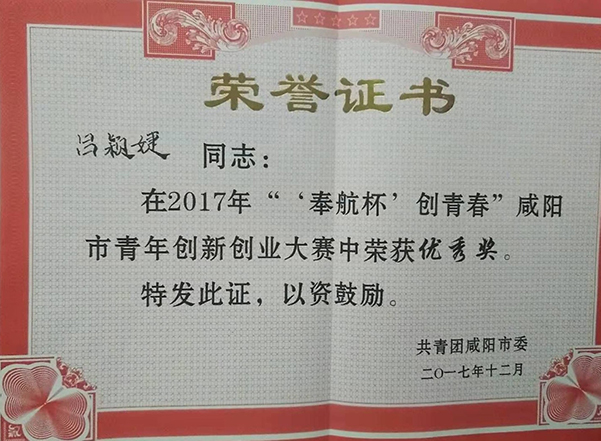 荣誉证书
吕颖婕 同志：
在2017年“‘奉航杯’创青春”咸阳
市青年创新创业大赛中荣获优秀奖。
特发此证，以资鼓励。
共青团咸阳市委
二〇一七年十二月